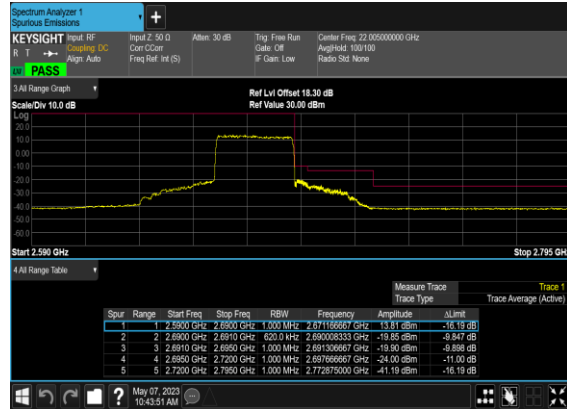 Spectrum Analyzer 1
Spurious Emissions
+
KEYSIGHT Input: RF Input Z: 50 Ω Atten: 30 dB Trig: Free Run Center Freq: 22.005000000 GHz
R T Coupling: DC Corr CCorr Gate: Off Avg|Hold: 100/100
Align: Auto Freq Ref: Int (S) IF Gain: Low Radio Std: None
PASS
3 All Range Graph
Ref Lvl Offset 18.30 dB
Scale/Div 10.0 dB Ref Value 30.00 dBm
Log
20.0
10.0
0.00
-10.0
-20.0
-30.0
-40.0
-50.0
-60.0
Start 2.590 GHz Stop 2.795 GH
4 All Range Table
Measure Trace Trace 1
Trace Type Trace Average (Active)
Spur Range Start Freq Stop Freq RBW Frequency Amplitude ΔLimit
1 1 2.5900 GHz 2.6900 GHz 1.000 MHz 2.671166667 GHz 13.81 dBm -16.19 dB
2 2 2.6900 GHz 2.6910 GHz 620.0 kHz 2.690008333 GHz -19.85 dBm -9.847 dB
3 3 2.6910 GHz 2.6950 GHz 1.000 MHz 2.691306667 GHz -19.90 dBm -9.898 dB
4 4 2.6950 GHz 2.7200 GHz 1.000 MHz 2.697666667 GHz -24.00 dBm -11.00 dB
5 5 2.7200 GHz 2.7950 GHz 1.000 MHz 2.772875000 GHz -41.19 dBm -16.19 dB
? May 07, 2023
10:43:51 AM